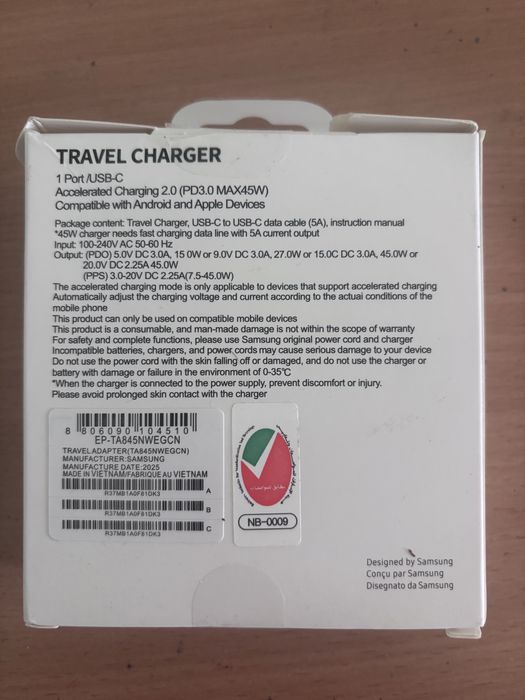 TRAVEL CHARGER
1 Port /USB-C
Accelerated Charging 2.0 (PD3.0 MAX45W)
Compatible with Android and Apple Devices
Package content: Travel Charger, USB-C to USB-C data cable (5A), instruction manual
*45W charger needs fast charging data line with 5A current output
Input: 100-240V AC 50-60 Hz
Output: (PDO) 5.0V DC 3.0A, 15 0W or 9.0V DC 3.0A, 27.0W or 15.0C DC 3.0A, 45.0W or
20.0V DC 2.25A 45.0W
(PPS) 3.0-20V DC 2.25A(7.5-45.0W)
The accelerated charging mode is only applicable to devices that support accelerated charging
Automatically adjust the charging voltage and current according to the actuai conditions of the
mobile phone
This product can only be used on compatible mobile devices
This product is a consumable, and man-made damage is not within the scope of warranty
For safety and complete functions, please use Samsung original power cord and charger
Incompatible batteries, chargers, and power cords may cause serious damage to your device
Do not use the power cord with the skin falling off or damaged, and do not use the charger or
battery with damage or failure in the environment of 0-35℃
*When the charger is connected to the power supply, prevent discomfort or injury.
Please avoid prolonged skin contact with the charger
8 806090 104510
EP-TA845NWEGCN
TRAVEL ADAPTER(TA845NWEGCN)
MANUFACTURER:SAMSUNG
MANUFACTURE DATE:2025
MADE IN VIETNAM/FABRIQUE AU VIETNAM
A
R37MB1A0F81DK3
B
R37MB1A0F81DK3
C
R37MB1A0F81DK3
مطابق للمواصفات
NB-0009
Designed by Samsung
Conçu par Samsung
Disegnato da Samsung